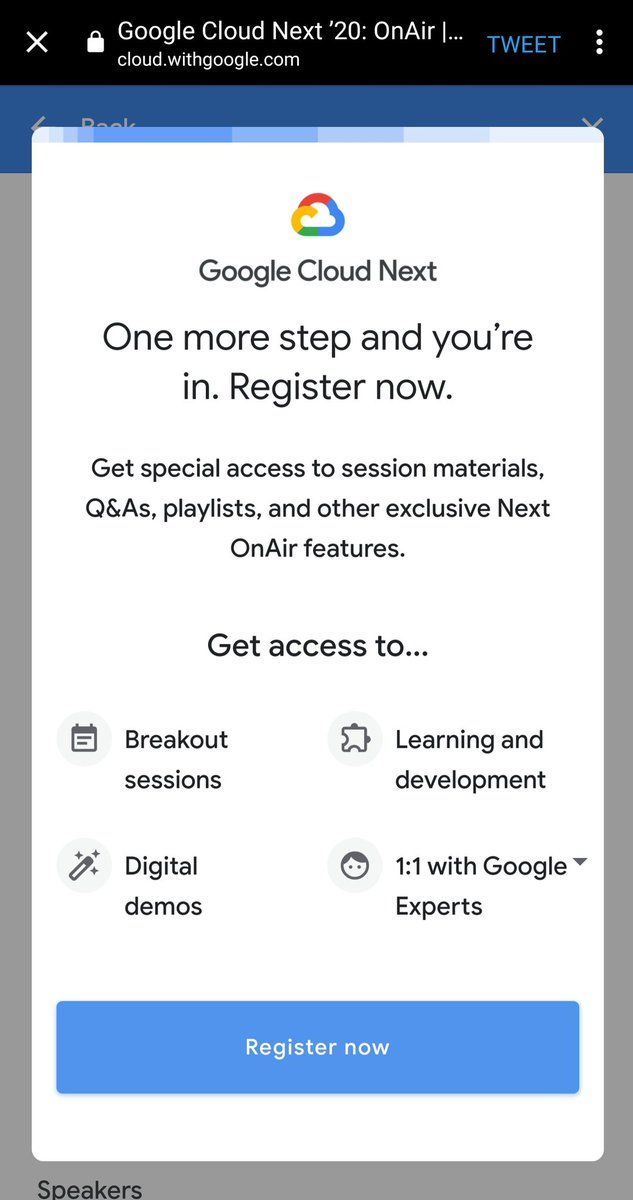 Google Cloud Next ’20: OnAir |...
cloud.withgoogle.com
TWEET
Back
Google Cloud Next
One more step and you’re
in. Register now.
Get special access to session materials,
Q&As, playlists, and other exclusive Next
OnAir features.
Get access to...
Breakout
sessions
Learning and
development
Digital
demos
1:1 with Google
Experts
Register now
Speakers